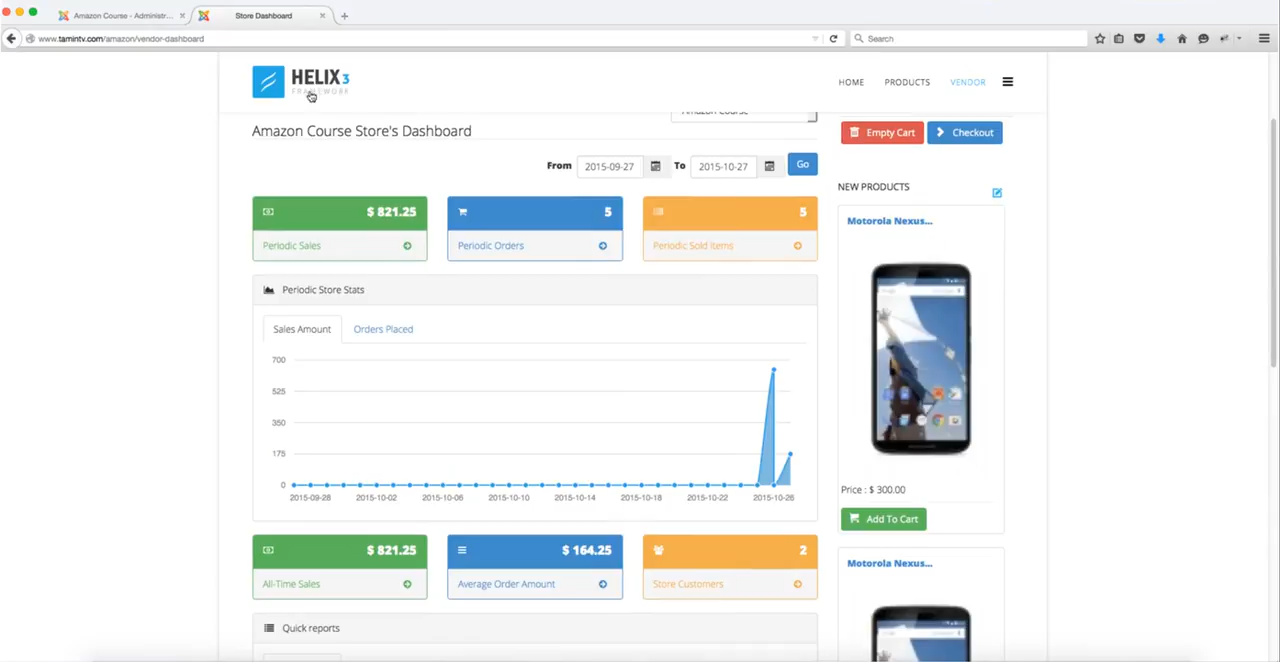 Amazon Course - Administr...
Store Dashboard
www.tamintv.com/amazon/vendor-dashboard
Search
HELIX 3
FRAMEWORK
HOME
PRODUCTS
VENDOR
Amazon Course
Amazon Course Store's Dashboard
Empty Cart
Checkout
From
2015-09-27
To
2015-10-27
Go
NEW PRODUCTS
$ 821.25
5
5
Periodic Sales
Periodic Orders
Periodic Sold Items
Motorola Nexus...
Periodic Store Stats
Sales Amount
Orders Placed
700
525
350
175
0
2015-09-28
2015-10-02
2015-10-06
2015-10-10
2015-10-14
2015-10-18
2015-10-22
2015-10-26
Price : $ 300.00
Add To Cart
$ 821.25
$ 164.25
2
All-Time Sales
Average Order Amount
Store Customers
Motorola Nexus...
Quick reports